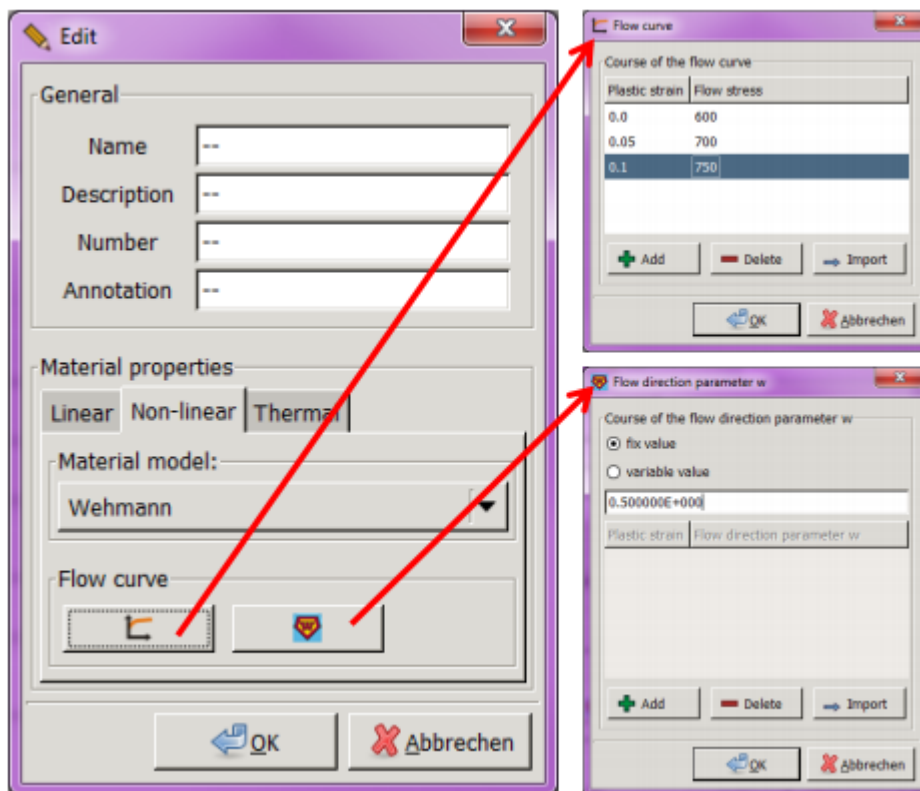 Edit
General
Name --
Description --
Number --
Annotation --
Material properties
Linear Non-linear Thermal
Material model:
Wehmann
Flow curve
OK Abbrechen
Flow curve
Course of the flow curve
Plastic strain Flow stress
0.0 600
0.05 700
0.1 750
Add Delete Import
OK Abbrechen
Flow direction parameter w
Course of the flow direction parameter w
fix value
variable value
0.500000E+000
Plastic strain Flow direction parameter w
Add Delete Import
OK Abbrechen